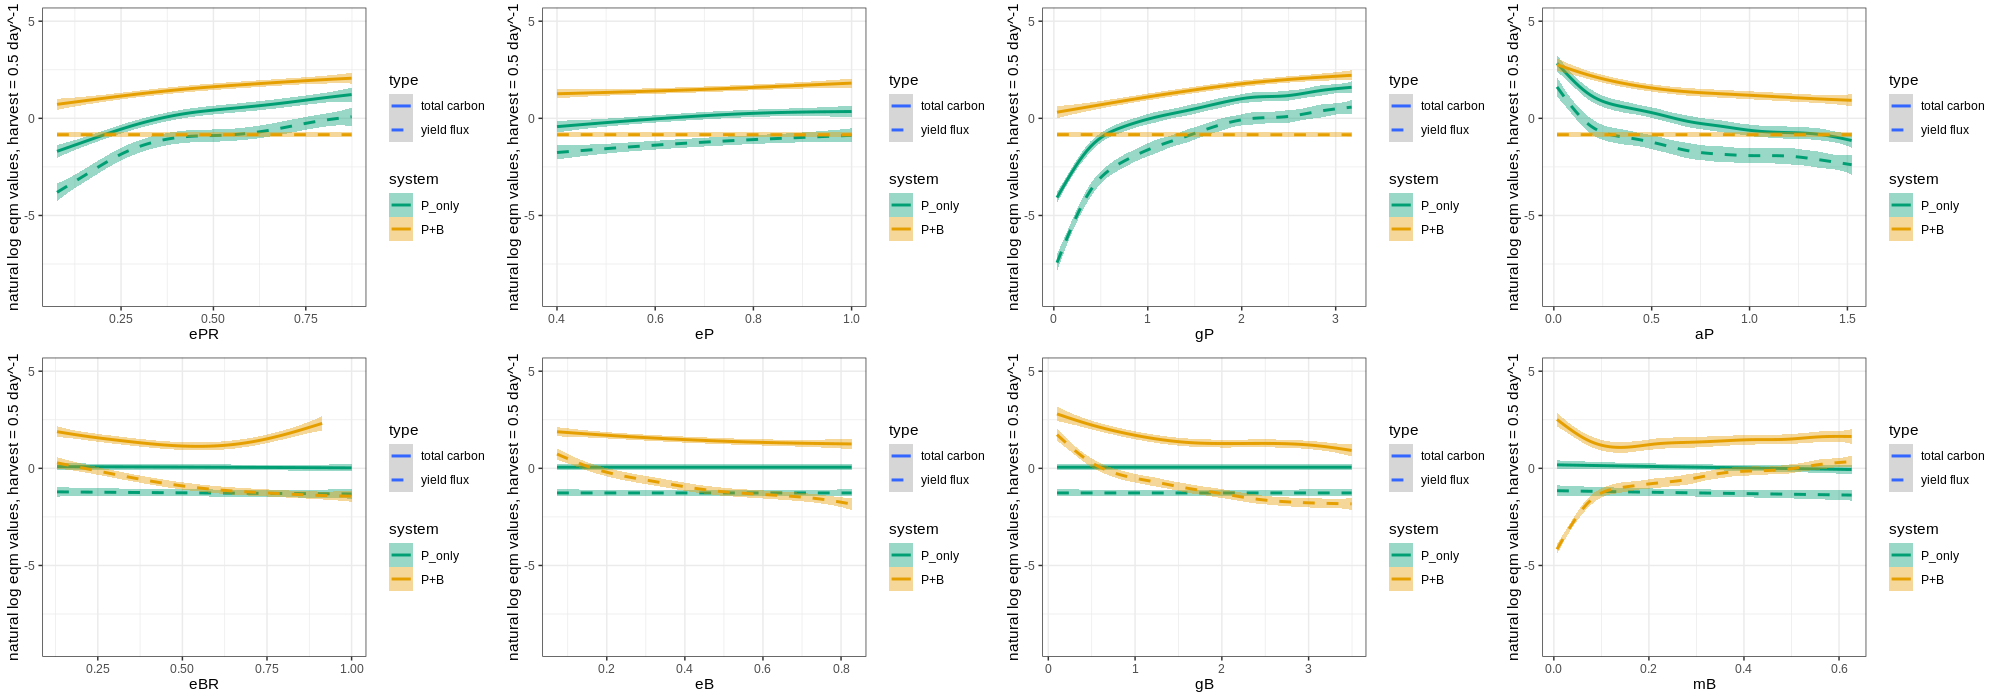 natural log eqm values, harvest = 0.5 day^-1
5
0
-5
0.25 0.50 0.75
ePR
type
total carbon
yield flux
system
P_only
P+B
natural log eqm values, harvest = 0.5 day^-1
5
0
-5
0.4 0.6 0.8 1.0
eP
type
total carbon
yield flux
system
P_only
P+B
natural log eqm values, harvest = 0.5 day^-1
5
0
-5
0 1 2 3
gP
type
total carbon
yield flux
system
P_only
P+B
natural log eqm values, harvest = 0.5 day^-1
5
0
-5
0.0 0.5 1.0 1.5
aP
type
total carbon
yield flux
system
P_only
P+B
natural log eqm values, harvest = 0.5 day^-1
5
0
-5
0.25 0.50 0.75 1.00
eBR
type
total carbon
yield flux
system
P_only
P+B
natural log eqm values, harvest = 0.5 day^-1
5
0
-5
0.2 0.4 0.6 0.8
eB
type
total carbon
yield flux
system
P_only
P+B
natural log eqm values, harvest = 0.5 day^-1
5
0
-5
0 1 2 3
gB
type
total carbon
yield flux
system
P_only
P+B
natural log eqm values, harvest = 0.5 day^-1
5
0
-5
0.0 0.2 0.4 0.6
mB
type
total carbon
yield flux
system
P_only
P+B